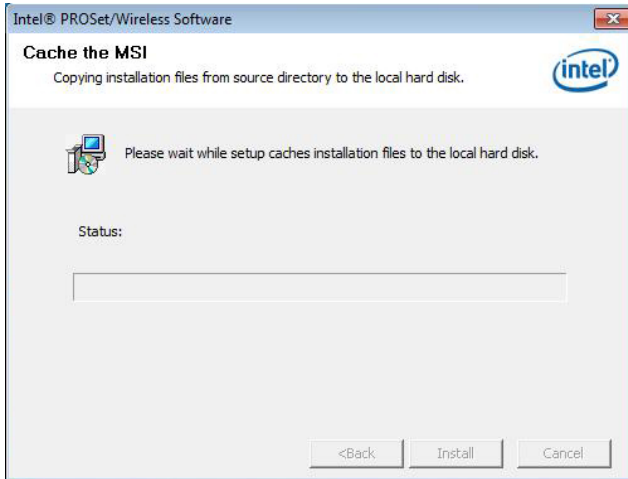 Intel® PROSet/Wireless Software
Cache the MSI
Copying installation files from source directory to the local hard disk.
intel
Please wait while setup caches installation files to the local hard disk.
Status:
<Back
Install
Cancel